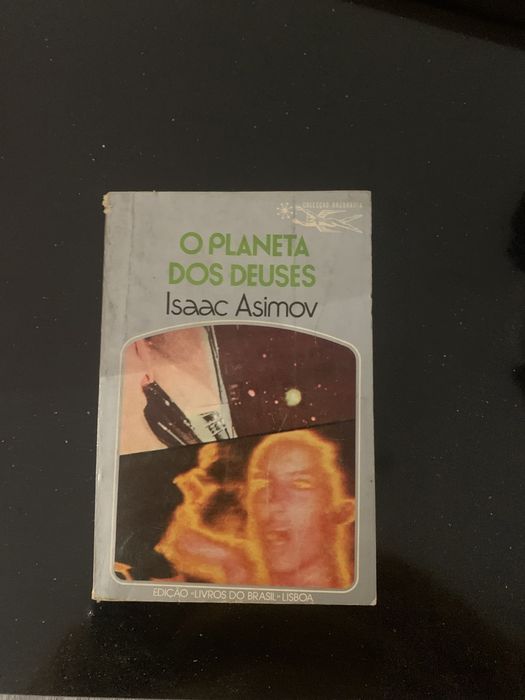 COLECÇÃO ARGONAUTA
O PLANETA
DOS DEUSES
Isaac Asimov
EDIÇÃO «LIVROS DO BRASIL» LISBOA